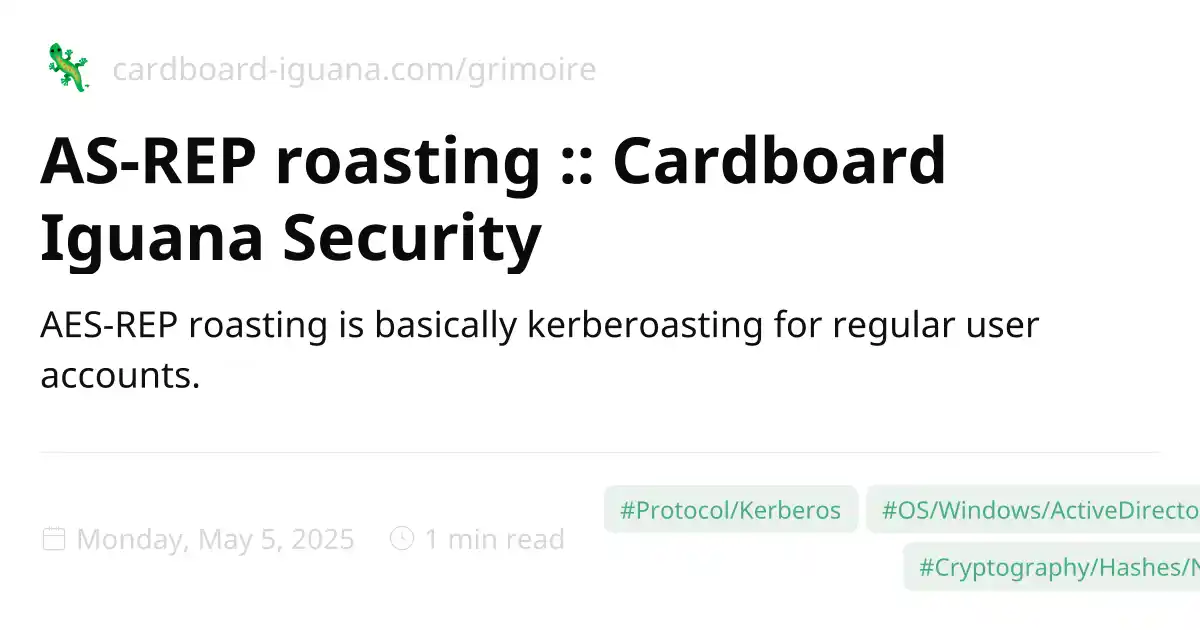 cardboard-iguana.com/grimoire
AS-REP roasting :: Cardboard
Iguana Security
AES-REP roasting is basically kerberoasting for regular user
accounts.
Monday, May 5, 2025
1 min read
#Protocol/Kerberos
#OS/Windows/ActiveDirecto
#Cryptography/Hashes/N